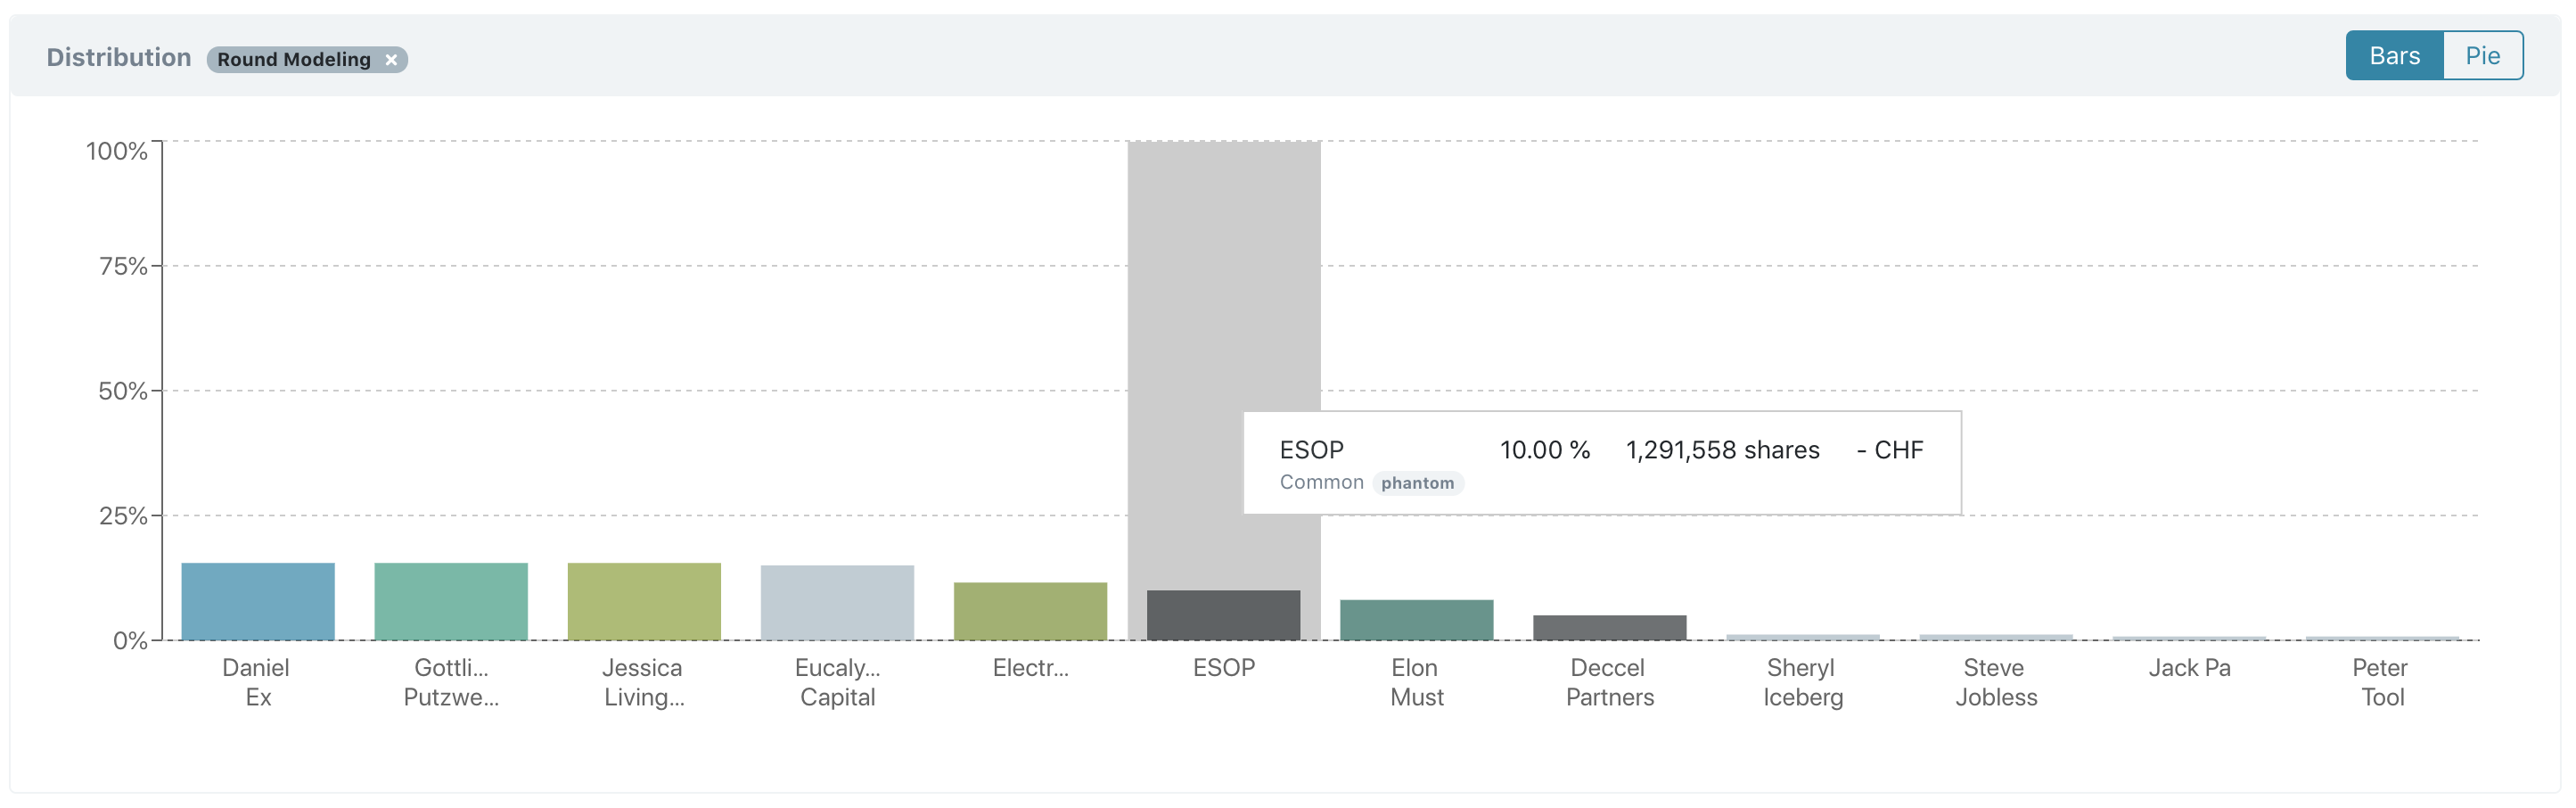 Distribution Round Modeling ×
Bars Pie
100%
75%
50%
25%
0%
ESOP 10.00 % 1,291,558 shares - CHF
Common phantom
Daniel Ex
Gottli... Putzwe...
Jessica Living...
Eucaly... Capital
Electr...
ESOP
Elon Must
Deccel Partners
Sheryl Iceberg
Steve Jobless
Jack Pa
Peter Tool